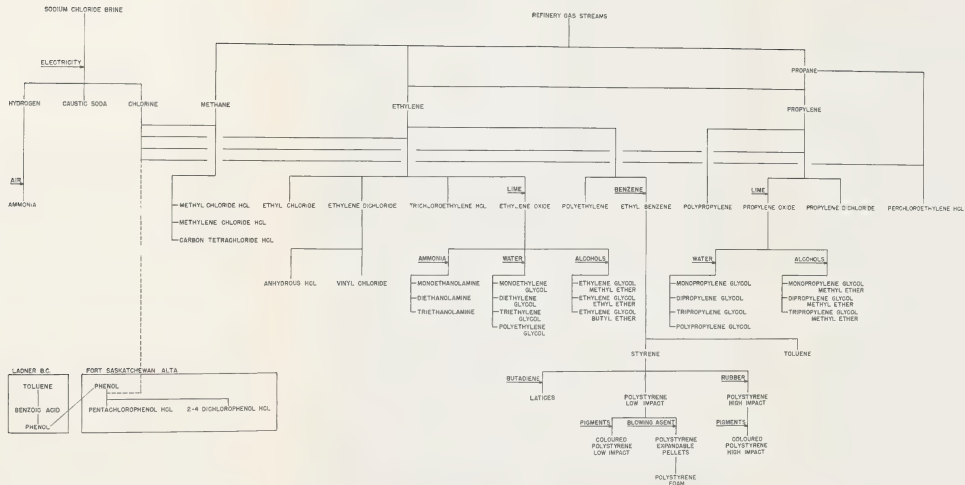 SODIUM CHLORIDE BRINE
REFINERY GAS STREAMS
ELECTRICITY
PROPANE
HYDROGEN
CAUSTIC SODA
CHLORINE
METHANE
ETHYLENE
PROPYLENE
AIR
LIME
BENZENE
LIME
AMMONIA
METHYL CHLORIDE HCL
METHYLENE CHLORIDE HCL
CARBON TETRACHLORIDE HCL
ETHYL CHLORIDE
ETHYLENE DICHLORIDE
TRICHLOROETHYLENE HCL
ETHYLENE OXIDE
POLYETHYLENE
ETHYL BENZENE
POLYPROPYLENE
PROPYLENE OXIDE
PROPYLENE DICHLORIDE
PERCHLOROETHYLENE HCL
ANHYDROUS HCL
VINYL CHLORIDE
AMMONIA
MONOETHANOLAMINE
DIETHANOLAMINE
TRIETHANOLAMINE
WATER
MONOETHYLENE
GLYCOL
DIETHYLENE
GLYCOL
TRIETHYLENE
GLYCOL
POLYETHYLENE
GLYCOL
ALCOHOLS
ETHYLENE GLYCOL
METHYL ETHER
ETHYLENE GLYCOL
ETHYL ETHER
ETHYLENE GLYCOL
BUTYL ETHER
WATER
MONOPROPYLENE GLYCOL
DIPROPYLENE GLYCOL
TRIPROPYLENE GLYCOL
POLYPROPYLENE GLYCOL
ALCOHOLS
MONOPROPYLENE GLYCOL
METHYL ETHER
DIPROPYLENE GLYCOL
METHYL ETHER
TRIPROPYLENE GLYCOL
METHYL ETHER
STYRENE
TOLUENE
LADNER B.C.
TOLUENE
BENZOIC ACID
PHENOL
FORT SASKATCHEWAN ALTA
PHENOL
PENTACHLOROPHENOL HCL
2-4 DICHLOROPHENOL HCL
BUTADIENE
LATICES
POLYSTYRENE
LOW IMPACT
RUBBER
POLYSTYRENE
HIGH IMPACT
PIGMENTS
COLOURED
POLYSTYRENE
LOW IMPACT
BLOWING AGENT
POLYSTYRENE
EXPANDABLE
PELLETS
PIGMENTS
COLOURED
POLYSTYRENE
HIGH IMPACT
POLYSTYRENE
FOAM